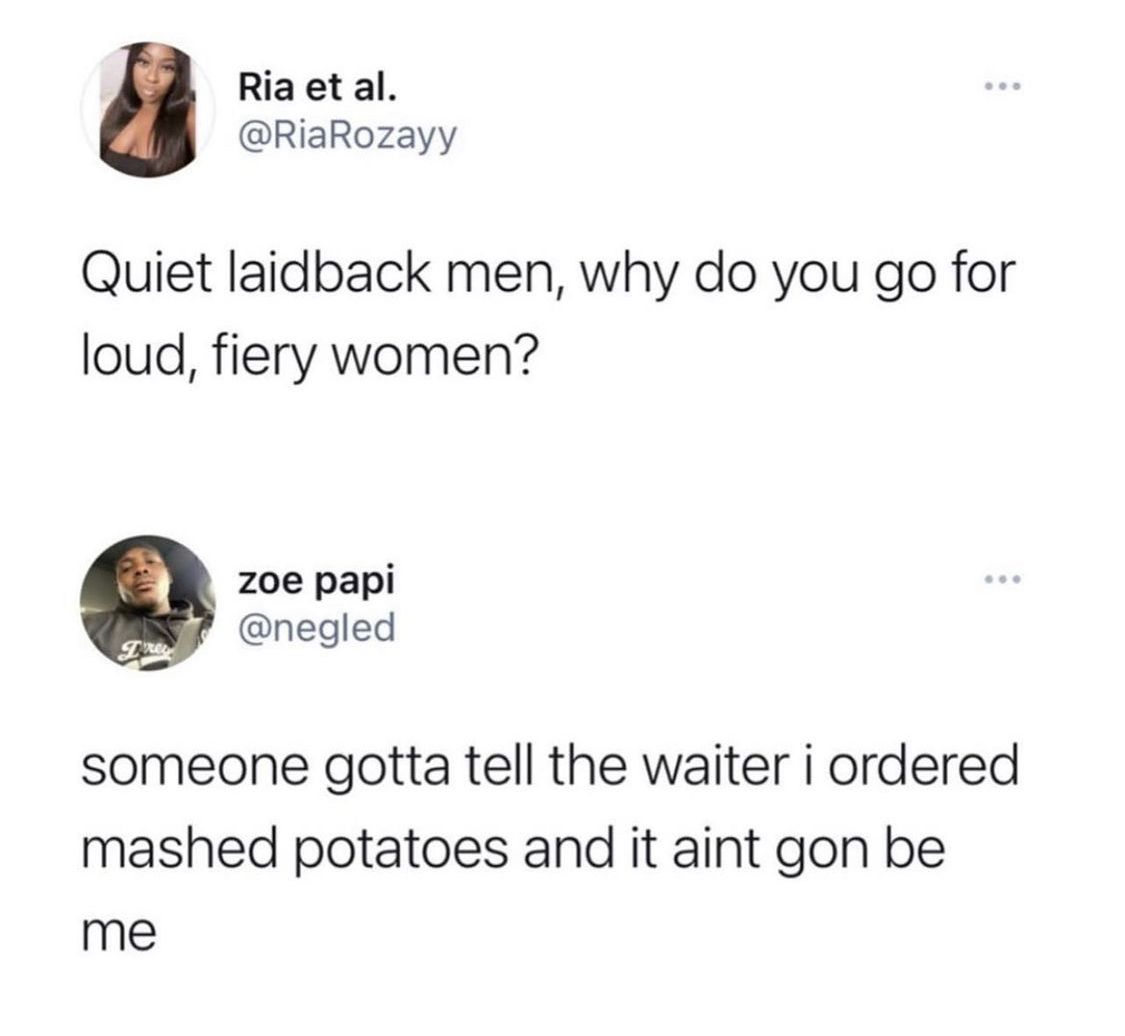 Ria et al.
@RiaRozayy
Quiet laidback men, why do you go for
loud, fiery women?
zoe papi
@negled
someone gotta tell the waiter i ordered
mashed potatoes and it aint gon be
me